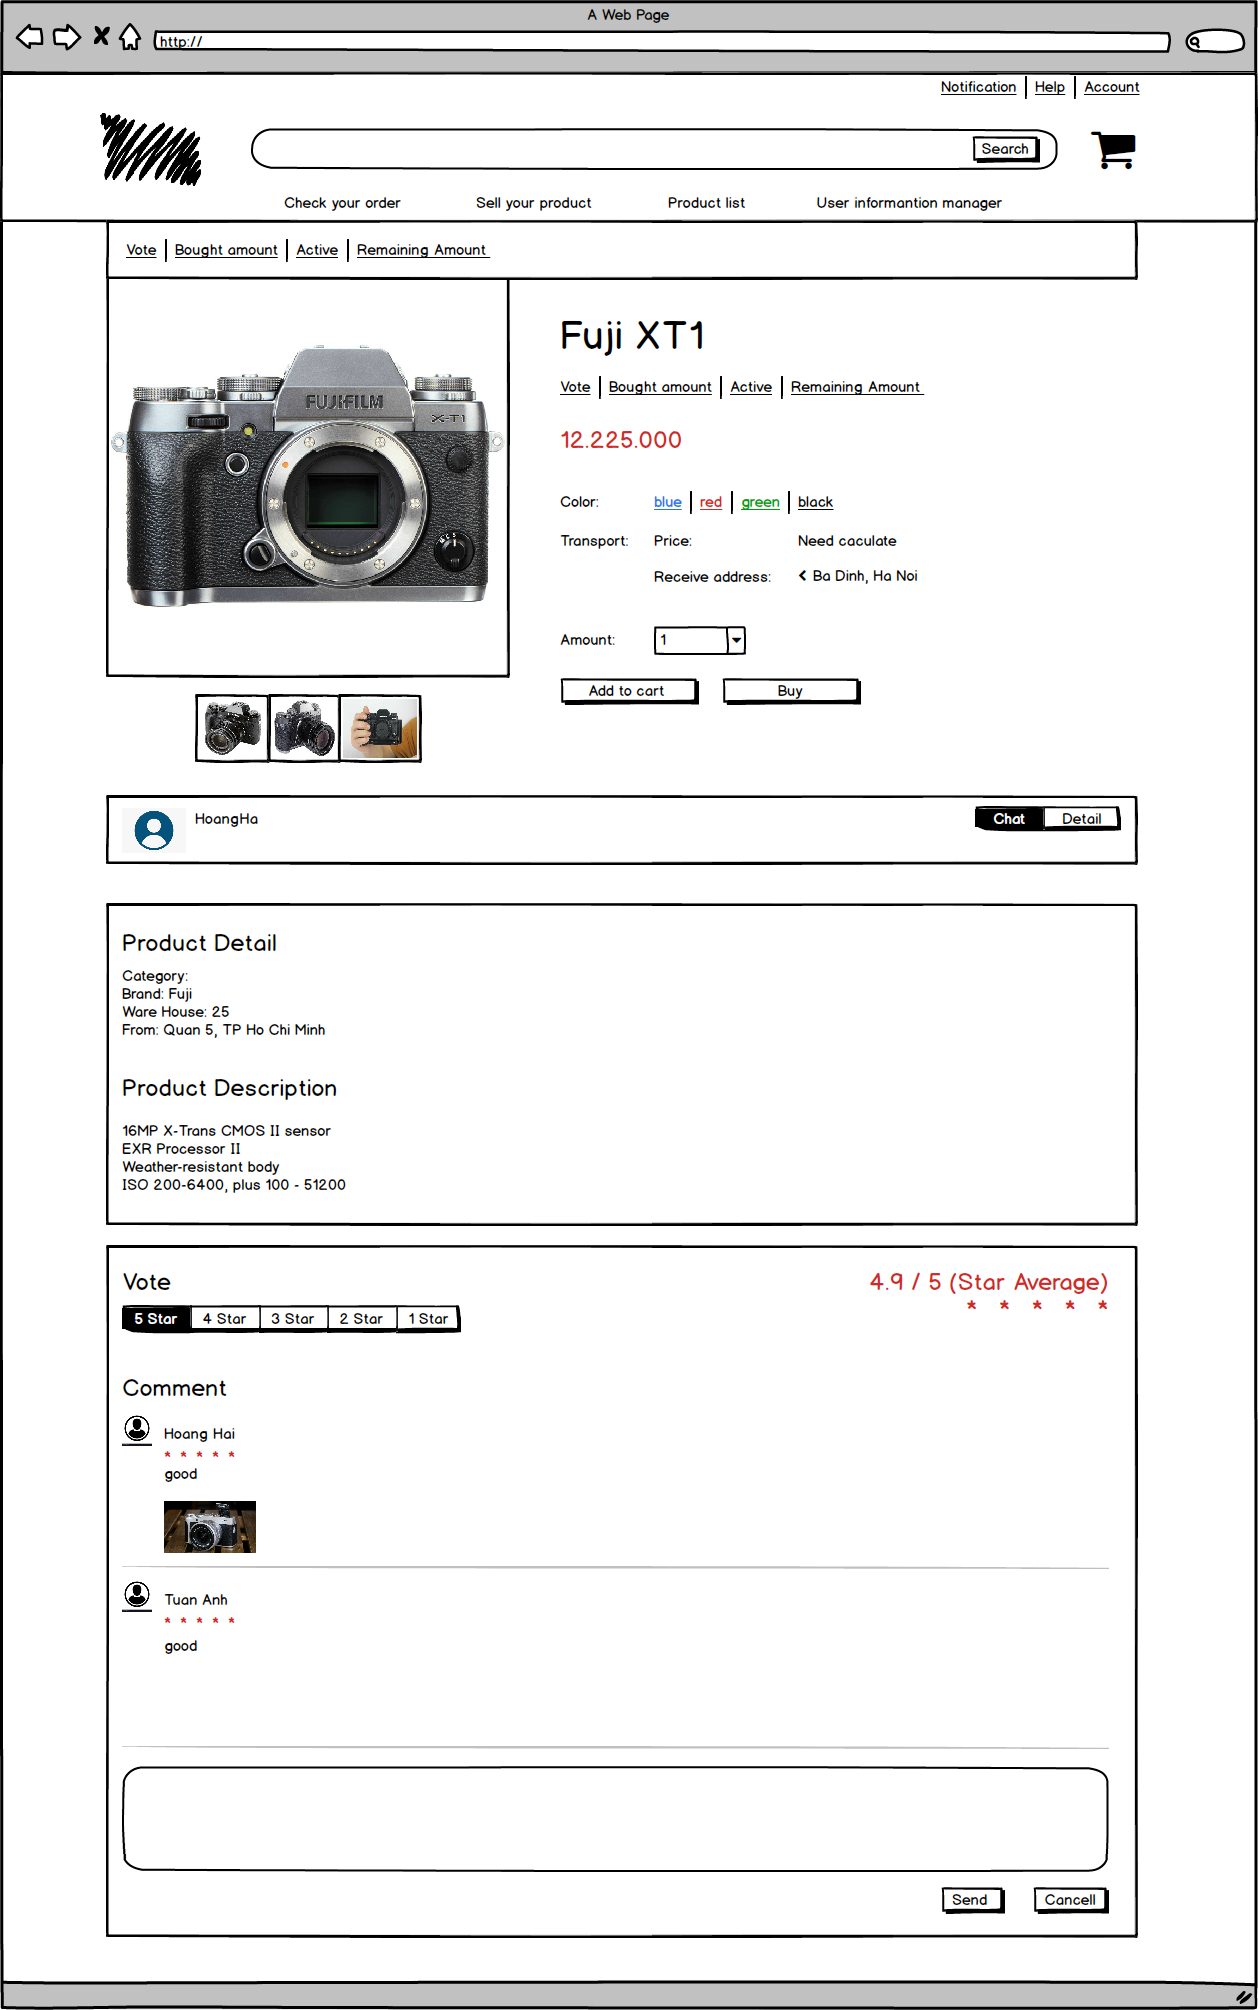 A Web Page
http://
Notification Help Account
Search
Check your order Sell your product Product list User informantion manager
Vote Bought amount Active Remaining Amount
FUJIFILM
X-T1
Fuji XT1
Vote Bought amount Active Remaining Amount
12.225.000
Color: blue red green black
Transport: Price: Need caculate
Receive address: Ba Dinh, Ha Noi
Amount: 1
Add to cart Buy
HoangHa Chat Detail
Product Detail
Category:
Brand: Fuji
Ware House: 25
From: Quan 5, TP Ho Chi Minh
Product Description
16MP X-Trans CMOS II sensor
EXR Processor II
Weather-resistant body
ISO 200-6400, plus 100 - 51200
Vote 4.9 / 5 (Star Average)
* * * * *
5 Star 4 Star 3 Star 2 Star 1 Star
Comment
Hoang Hai
* * * * *
good
Tuan Anh
* * * * *
good
Send Cancell